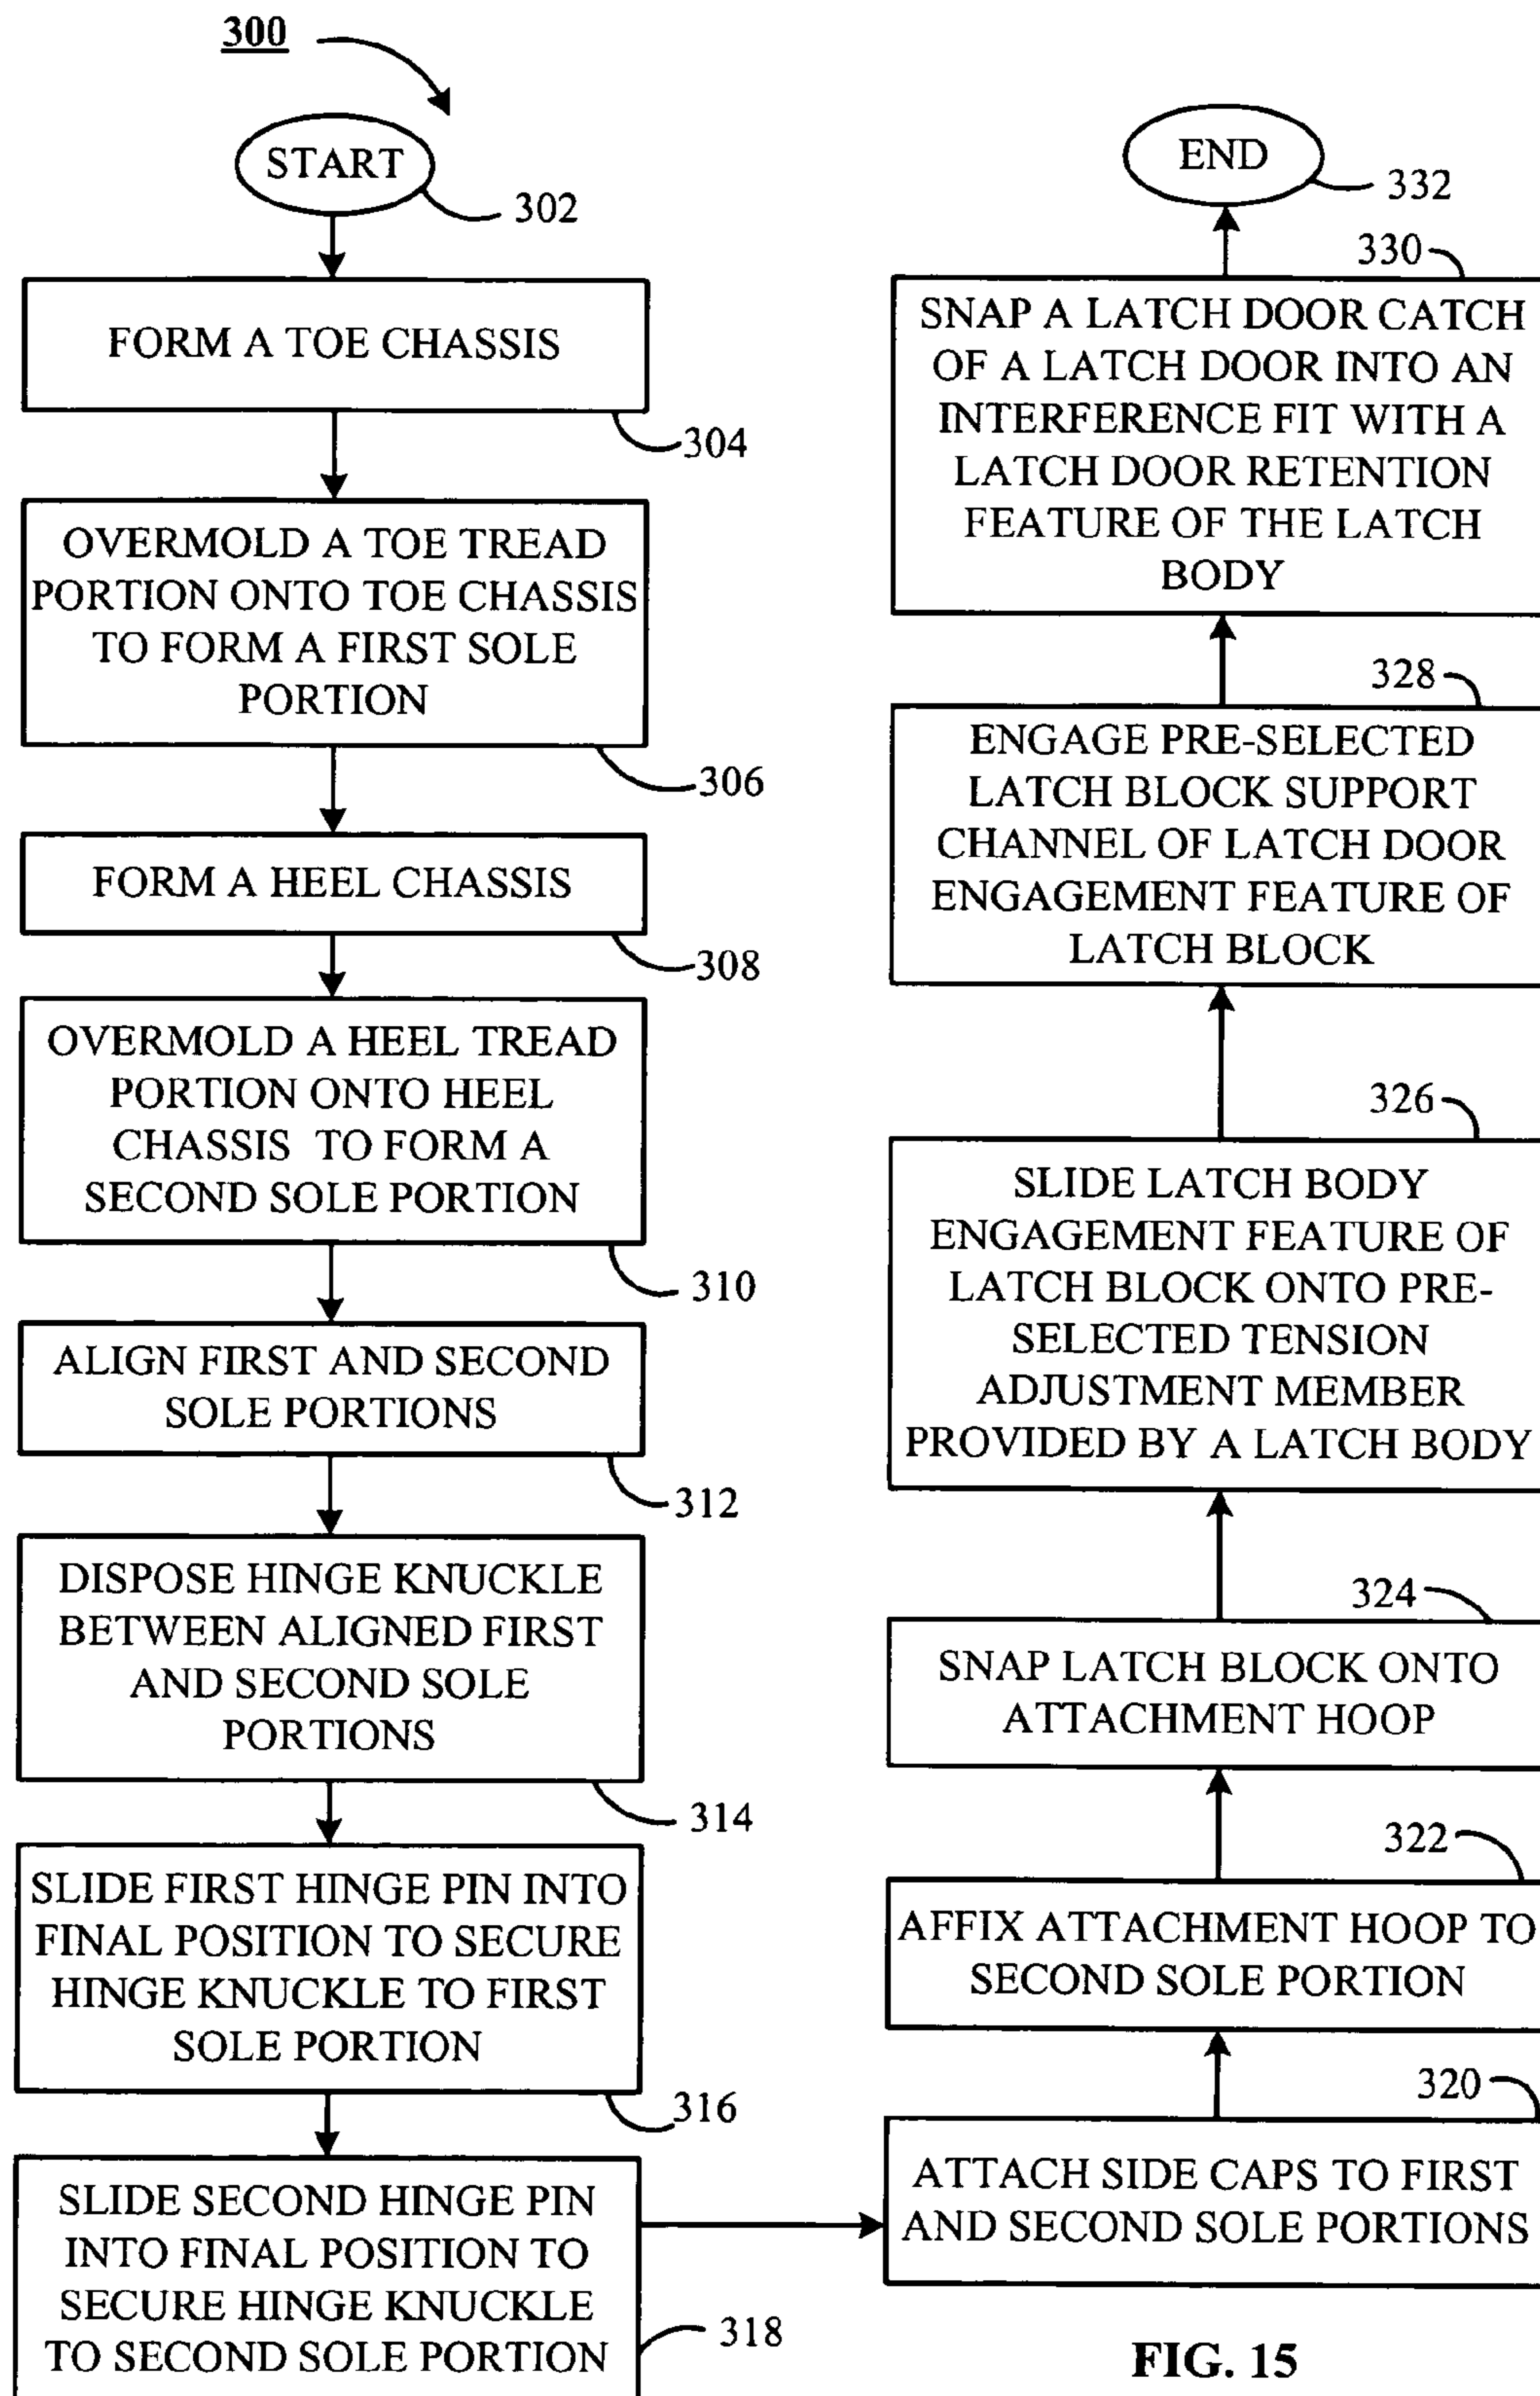 300
START
302
FORM A TOE CHASSIS
304
OVERMOLD A TOE TREAD
PORTION ONTO TOE CHASSIS
TO FORM A FIRST SOLE
PORTION
306
FORM A HEEL CHASSIS
308
OVERMOLD A HEEL TREAD
PORTION ONTO HEEL
CHASSIS TO FORM A
SECOND SOLE PORTION
310
ALIGN FIRST AND SECOND
SOLE PORTIONS
312
DISPOSE HINGE KNUCKLE
BETWEEN ALIGNED FIRST
AND SECOND SOLE
PORTIONS
314
SLIDE FIRST HINGE PIN INTO
FINAL POSITION TO SECURE
HINGE KNUCKLE TO FIRST
SOLE PORTION
316
SLIDE SECOND HINGE PIN
INTO FINAL POSITION TO
SECURE HINGE KNUCKLE
TO SECOND SOLE PORTION
318
320
ATTACH SIDE CAPS TO FIRST
AND SECOND SOLE PORTIONS
322
AFFIX ATTACHMENT HOOP TO
SECOND SOLE PORTION
324
SNAP LATCH BLOCK ONTO
ATTACHMENT HOOP
326
SLIDE LATCH BODY
ENGAGEMENT FEATURE OF
LATCH BLOCK ONTO PRE-
SELECTED TENSION
ADJUSTMENT MEMBER
PROVIDED BY A LATCH BODY
328
ENGAGE PRE-SELECTED
LATCH BLOCK SUPPORT
CHANNEL OF LATCH DOOR
ENGAGEMENT FEATURE OF
LATCH BLOCK
330
SNAP A LATCH DOOR CATCH
OF A LATCH DOOR INTO AN
INTERFERENCE FIT WITH A
LATCH DOOR RETENTION
FEATURE OF THE LATCH
BODY
END
332
FIG. 15